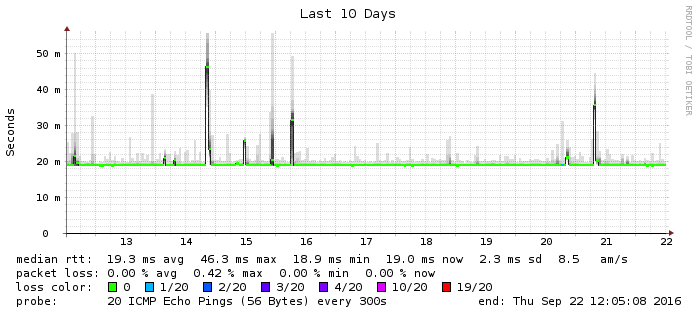 Last 10 Days
RRDTOOL / TOBI OETIKER
Seconds
50 m
40 m
30 m
20 m
10 m
0
13 14 15 16 17 18 19 20 21 22
median rtt: 19.3 ms avg 46.3 ms max 18.9 ms min 19.0 ms now 2.3 ms sd 8.5 am/s
packet loss: 0.00 % avg 0.42 % max 0.00 % min 0.00 % now
loss color: 0 1/20 2/20 3/20 4/20 10/20 19/20
probe: 20 ICMP Echo Pings (56 Bytes) every 300s end: Thu Sep 22 12:05:08 2016